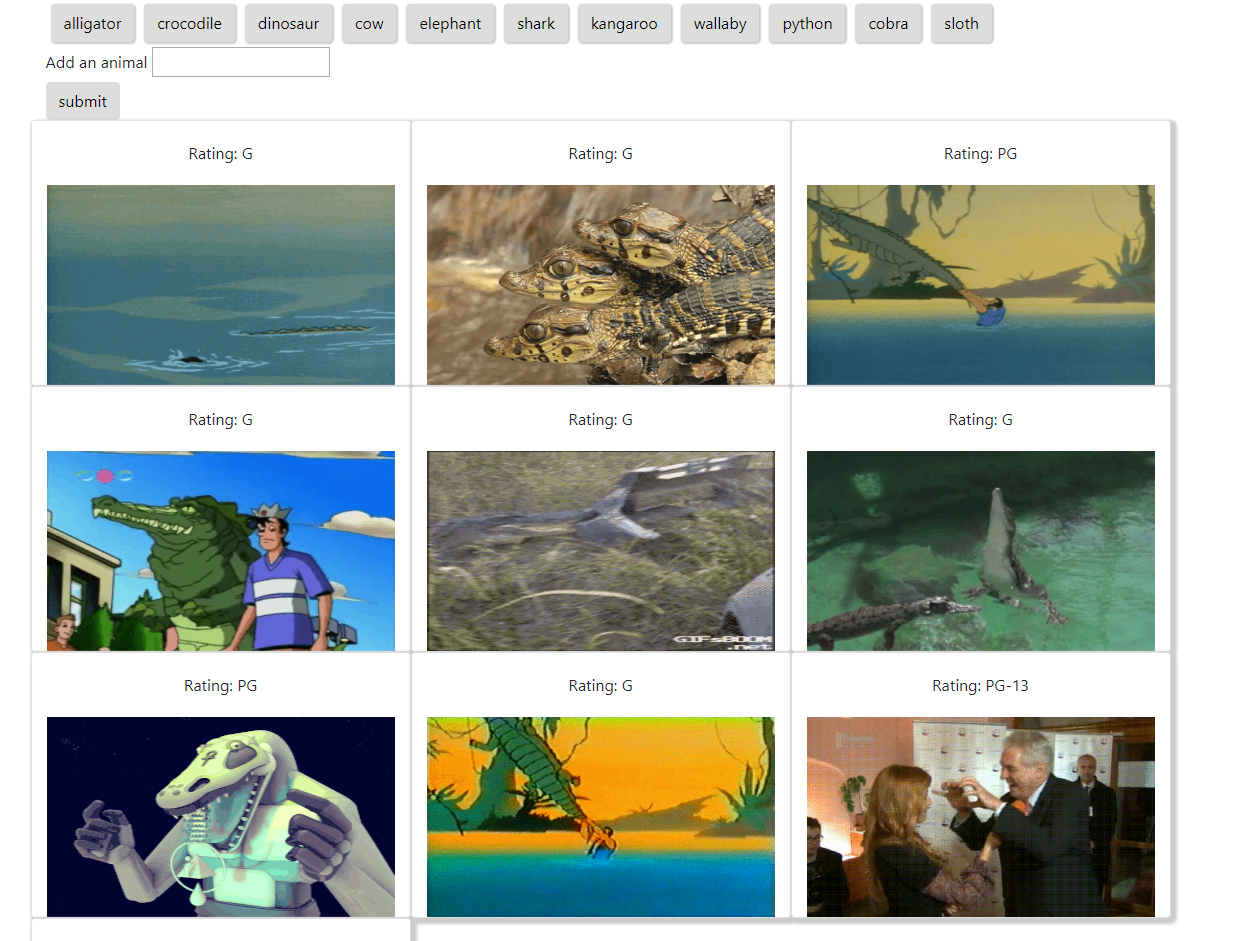 alligator crocodile dinosaur cow elephant shark kangaroo wallaby python cobra sloth
Add an animal
submit
Rating: G Rating: G Rating: PG
Rating: G Rating: G Rating: G
GIFsBOOM
.net
Rating: PG Rating: G Rating: PG-13